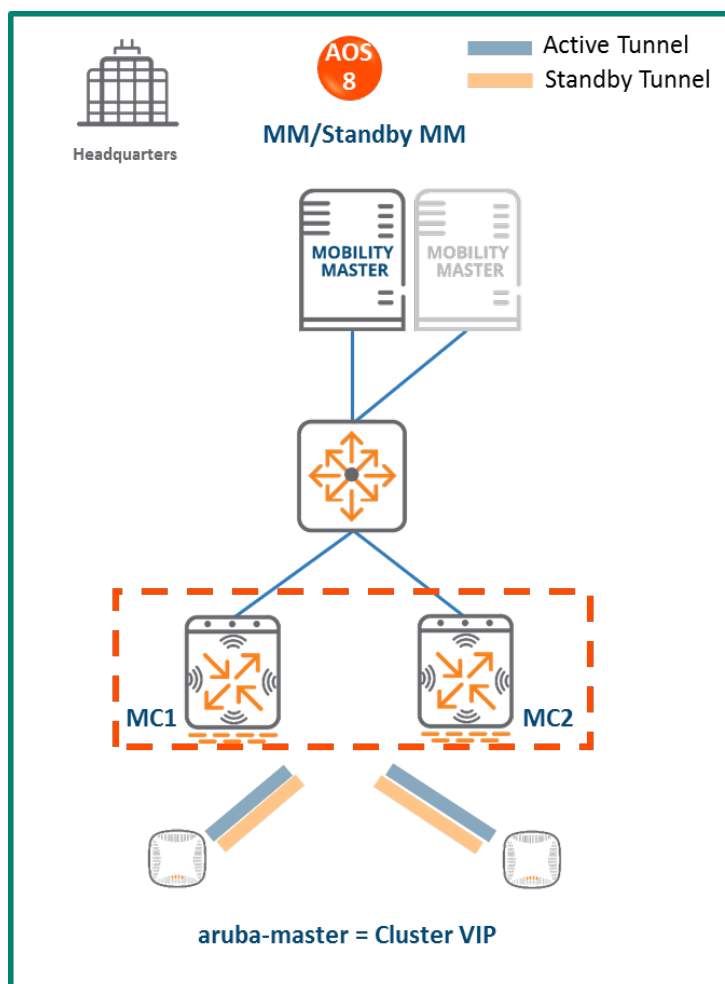 AOS
8
Active Tunnel
Standby Tunnel
Headquarters
MM/Standby MM
MOBILITY
MASTER
MOBILITY
MASTER
MC1
MC2
aruba-master = Cluster VIP